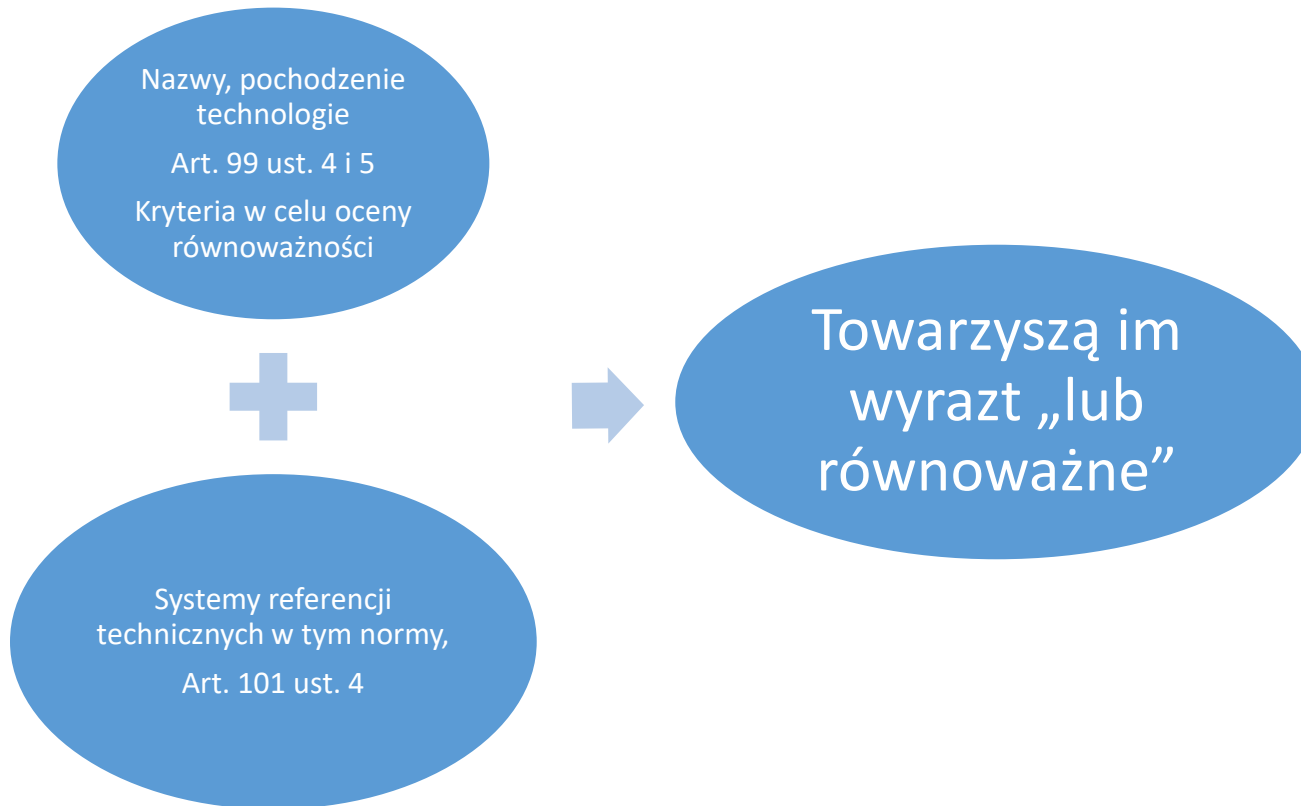 Nazwy, pochodzenie
technologie
Art. 99 ust. 4 i 5
Kryteria w celu oceny
równoważności
Systemy referencji
technicznych w tym normy,
Art. 101 ust. 4
Towarzyszą im
wyrazt „lub
równoważne”